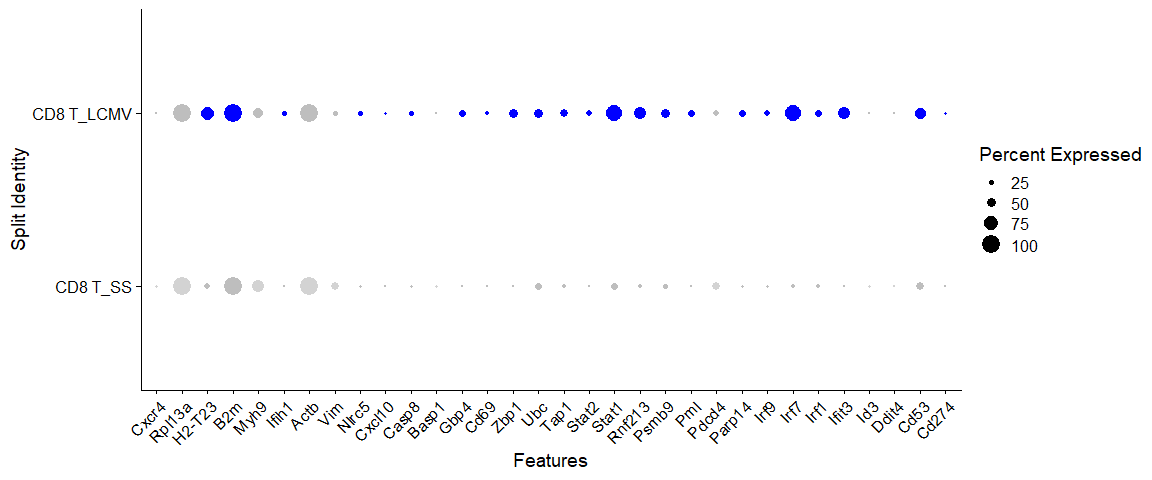 Split Identity
CD8 T_LCMV
CD8 T_SS
Cxcr4
Rpl13a
H2-T23
B2m
Myh9
Ifih1
Actb
Vim
Nlrc5
Cxcl10
Casp8
Basp1
Gbp4
Cd69
Zbp1
Ubc
Tap1
Stat2
Stat1
Rnf213
Psmb9
Pml
Pdcd4
Parp14
Irf9
Irf7
Irf1
Ifit3
Id3
Ddit4
Cd53
Cd274
Features
Percent Expressed
25
50
75
100